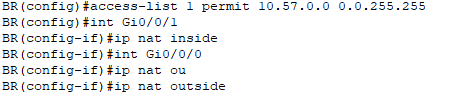 BR(config)#access-list 1 permit 10.57.0.0 0.0.255.255
BR(config)#int Gi0/0/1
BR(config-if)#ip nat inside
BR(config-if)#int Gi0/0/0
BR(config-if)#ip nat ou
BR(config-if)#ip nat outside